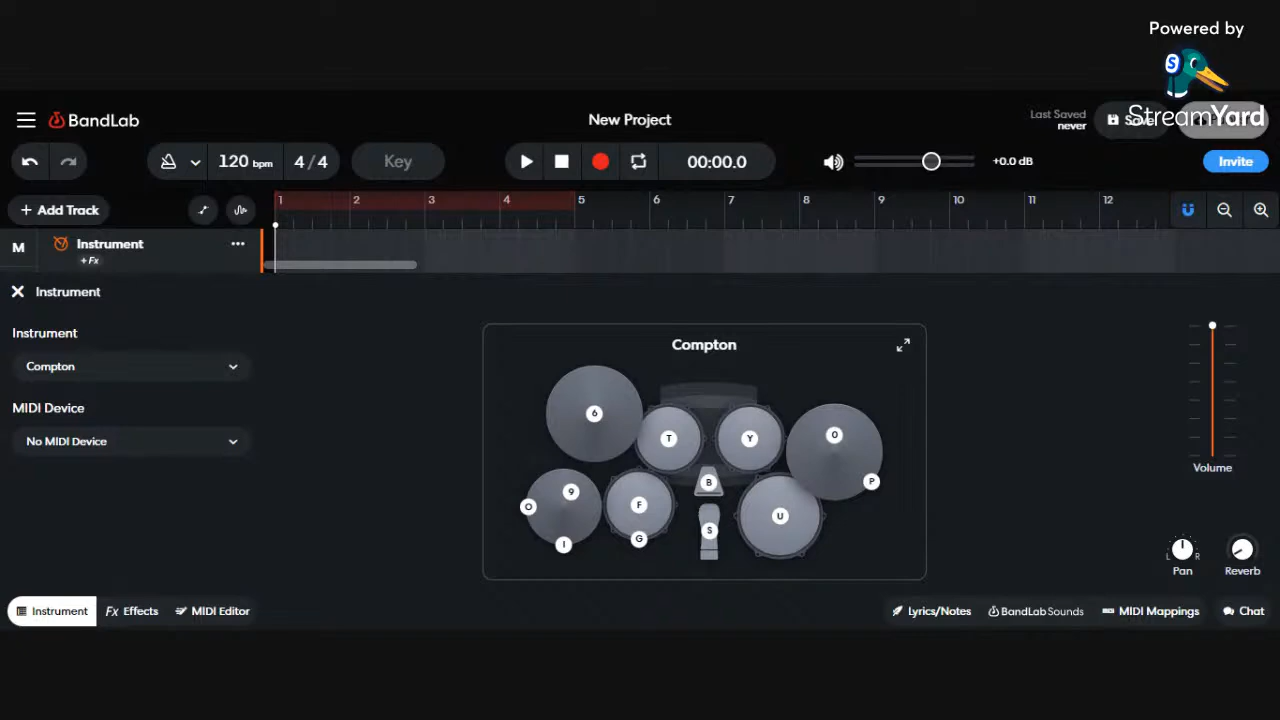 Powered by
S
StreamYard
BandLab
New Project
Last Saved
never
120 bpm
4/4
Key
00:00.0
+0.0 dB
Invite
+ Add Track
1 2 3 4 5 6 7 8 9 10 11 12
M
Instrument
+ Fx
Instrument
Instrument
Compton
MIDI Device
No MIDI Device
Compton
6
T
Y
0
P
9
O
I
F
G
B
S
U
Volume
L
R
Pan
Reverb
Instrument
Fx Effects
MIDI Editor
Lyrics/Notes
BandLab Sounds
MIDI Mappings
Chat